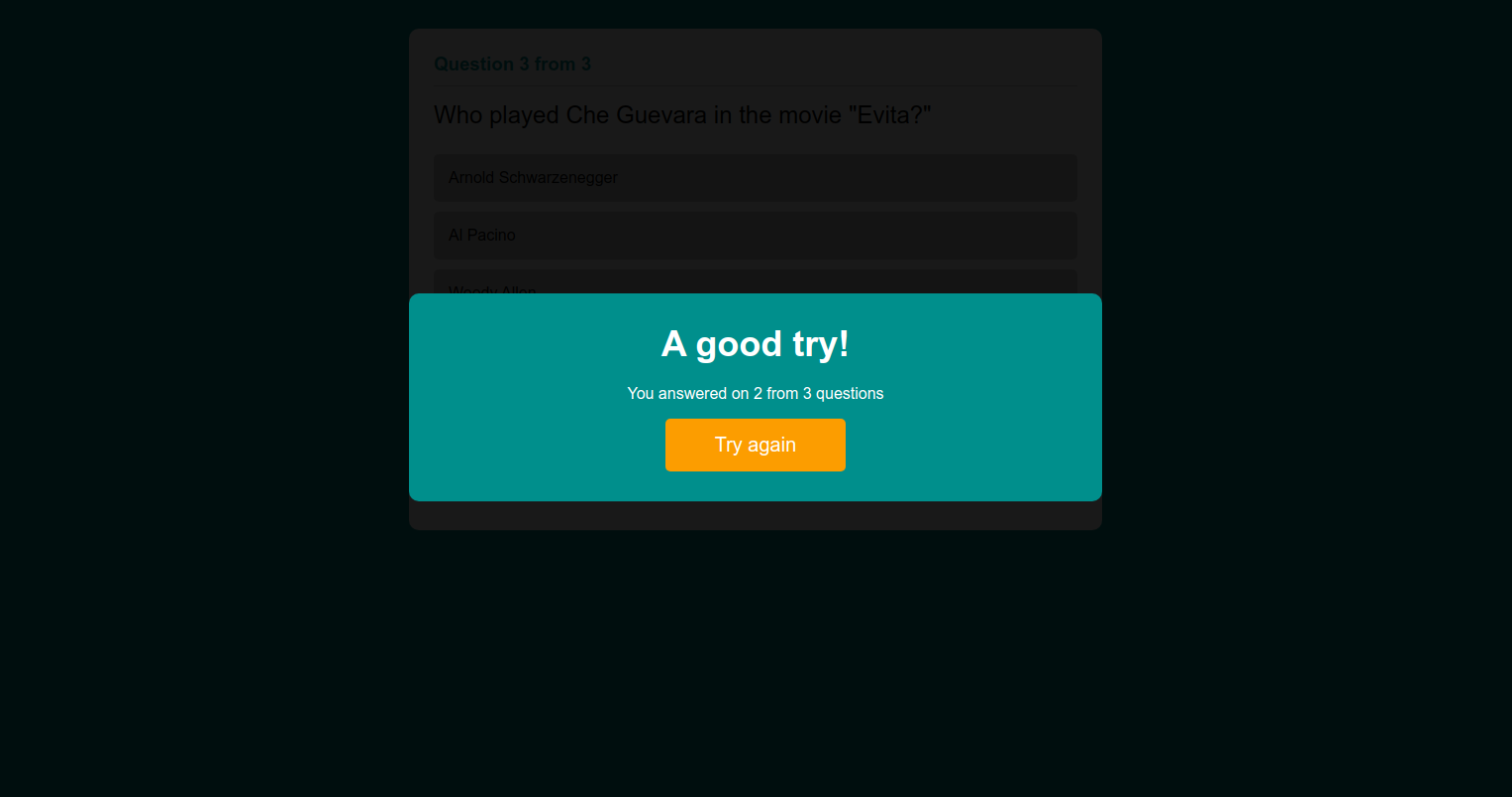 Question 3 from 3
Who played Che Guevara in the movie "Evita?"
Arnold Schwarzenegger
Al Pacino
Woody Allen
A good try!
You answered on 2 from 3 questions
Try again